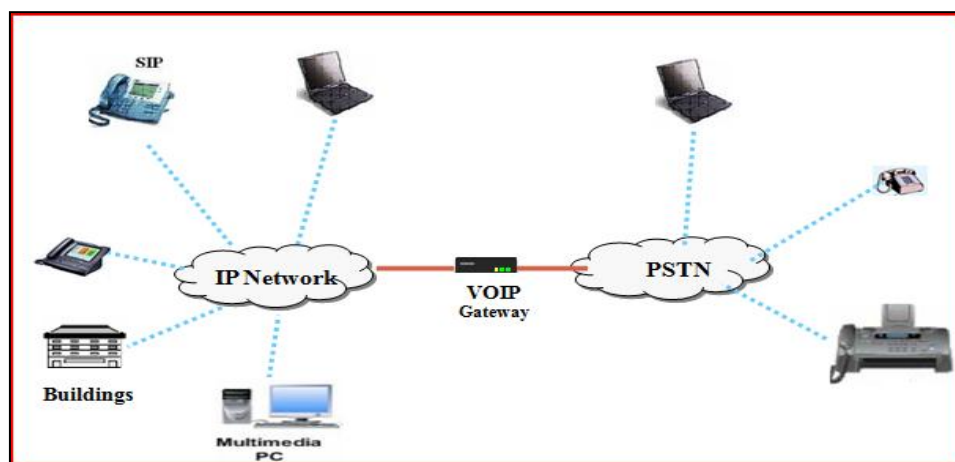 SIP
IP Network
VOIP
Gateway
PSTN
Buildings
Multimedia
PC